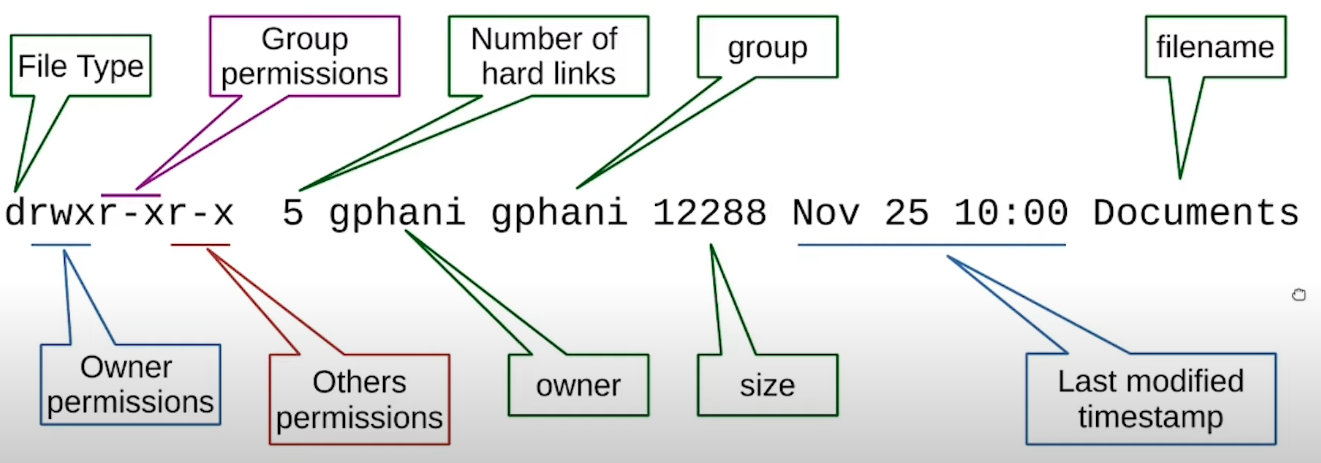 File Type
Group
permissions
Number of
hard links
group
filename
drwxr-xr-x  5 gphani gphani 12288 Nov 25 10:00 Documents
Owner
permissions
Others
permissions
owner
size
Last modified
timestamp